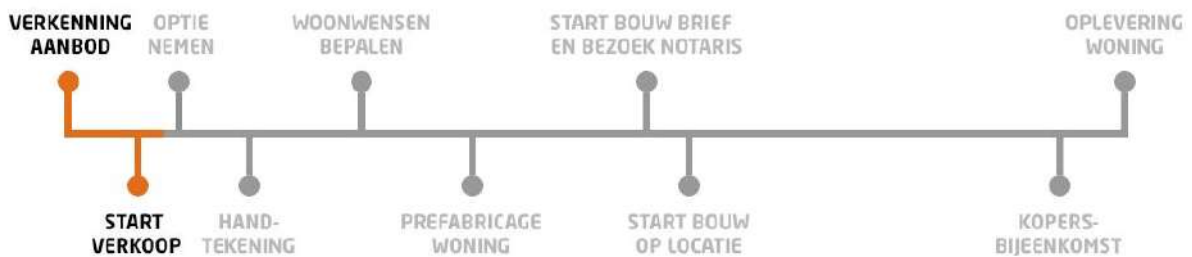 VERKENNING
AANBOD
OPTIE
NEMEN
WOONWENSEN
BEPALEN
START BOUW BRIEF
EN BEZOEK NOTARIS
OPLEVERING
WONING
START
VERKOOP
HAND-
TEKENING
PREFABRICAGE
WONING
START BOUW
OP LOCATIE
KOPERS-
BIJEENKOMST